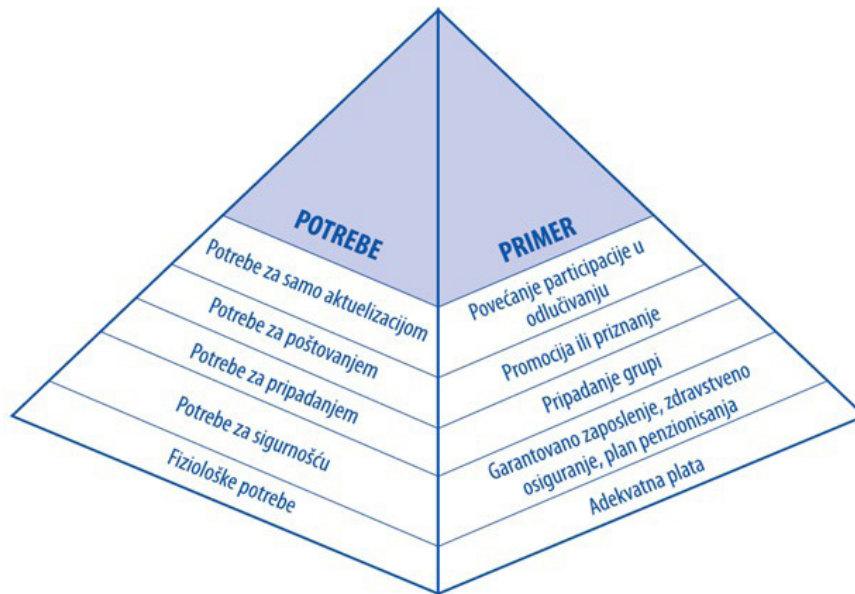 POTREBE
Potrebe za samo aktuelizacijom
Potrebe za poštovanjem
Potrebe za pripadanjem
Potrebe za sigurnošću
Fiziološke potrebe
PRIMER
Povećanje participacije u
odlučivanju
Promocija ili priznanje
Pripadanje grupi
Garantovano zaposlenje, zdravstveno
osiguranje, plan penzionisanja
Adekvatna plata